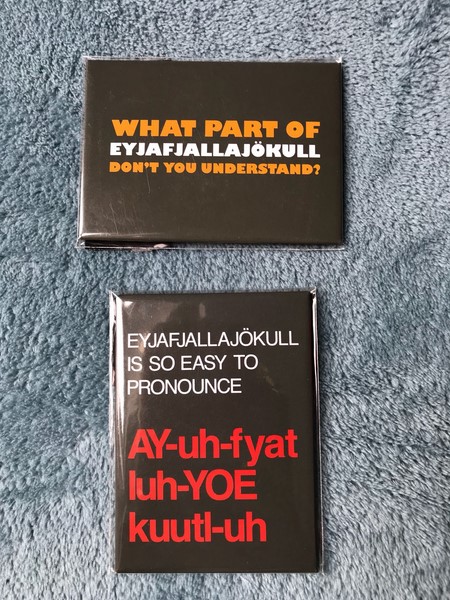 WHAT PART OF
EYJAFJALLAJÖKULL
DON'T YOU UNDERSTAND?
EYJAFJALLAJÖKULL
IS SO EASY TO
PRONOUNCE
AY-uh-fyat
luh-YOE
kuutl-uh